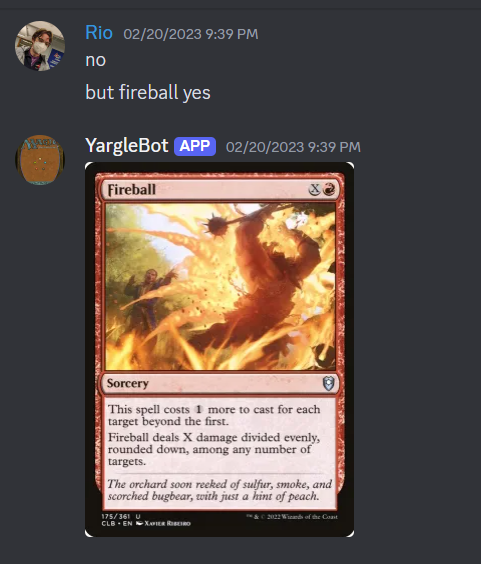 Rio 02/20/2023 9:39 PM
no
but fireball yes
YargleBot APP 02/20/2023 9:39 PM
Fireball X
Sorcery
This spell costs 1 more to cast for each
target beyond the first.
Fireball deals X damage divided evenly,
rounded down, among any number of
targets.
The orchard soon reeked of sulfur, smoke, and
scorched bugbear, with just a hint of peach.
175/361 U
CLB • EN Xavier Ribeiro
™ & © 2022 Wizards of the Coast